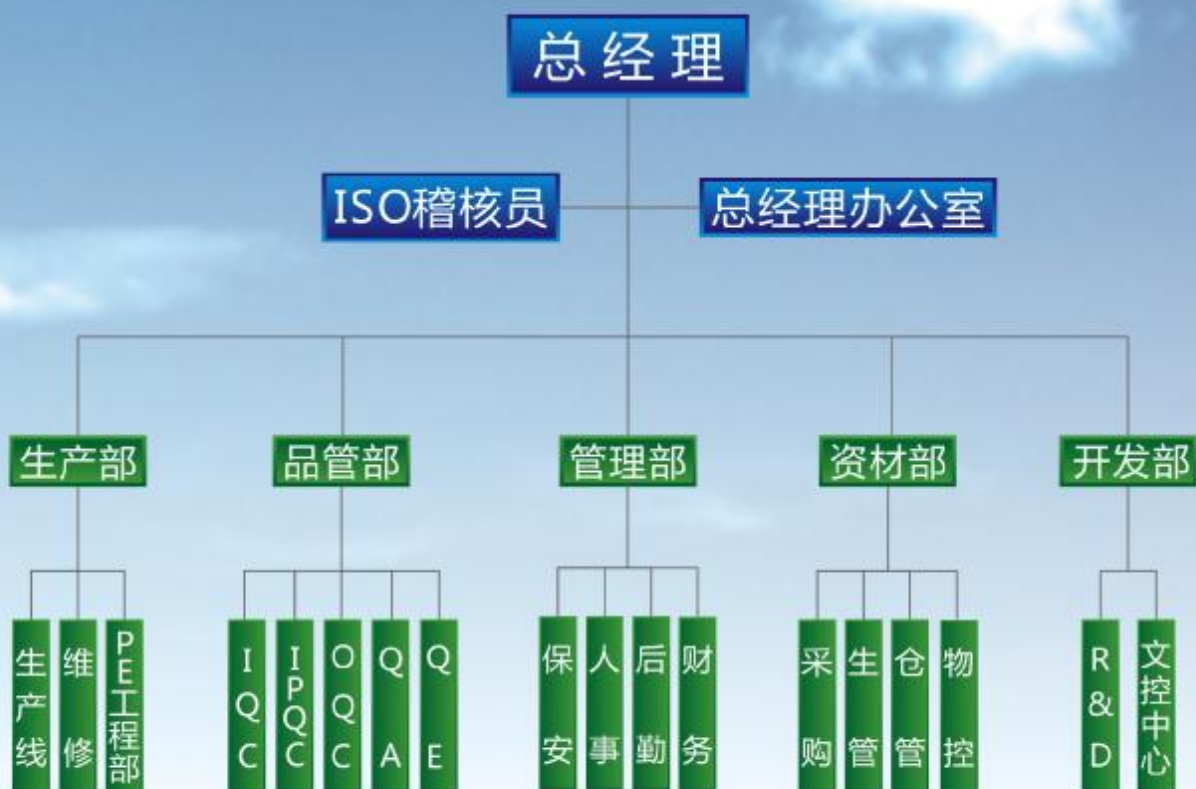 总经理
ISO稽核员
总经理办公室
生产部
品管部
管理部
资材部
开发部
生产线
维修
PE工程部
IQC
IPQC
OQC
QA
QE
保安
人事
后勤
财务
采购
生管
仓管
物控
R&D
文控中心